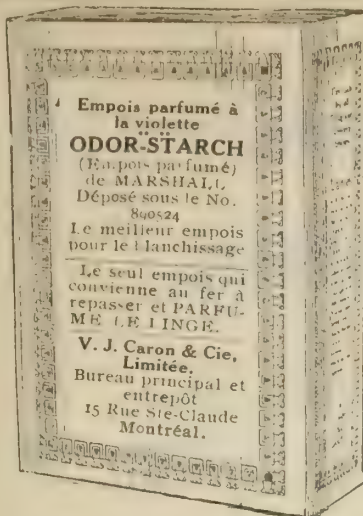 Empois parfumé à
la violette
ODOR-STARCH
(Empois parfumé)
de MARSHALL
Déposé sous le No.
890524
Le meilleur empois
pour le blanchissage
Le seul empois qui
convienne au fer à
repasser et PARFU-
ME LE LINGE.
V. J. Caron & Cie,
Limitée.
Bureau principal et
entrepôt
15 Rue Ste-Claude
Montréal.